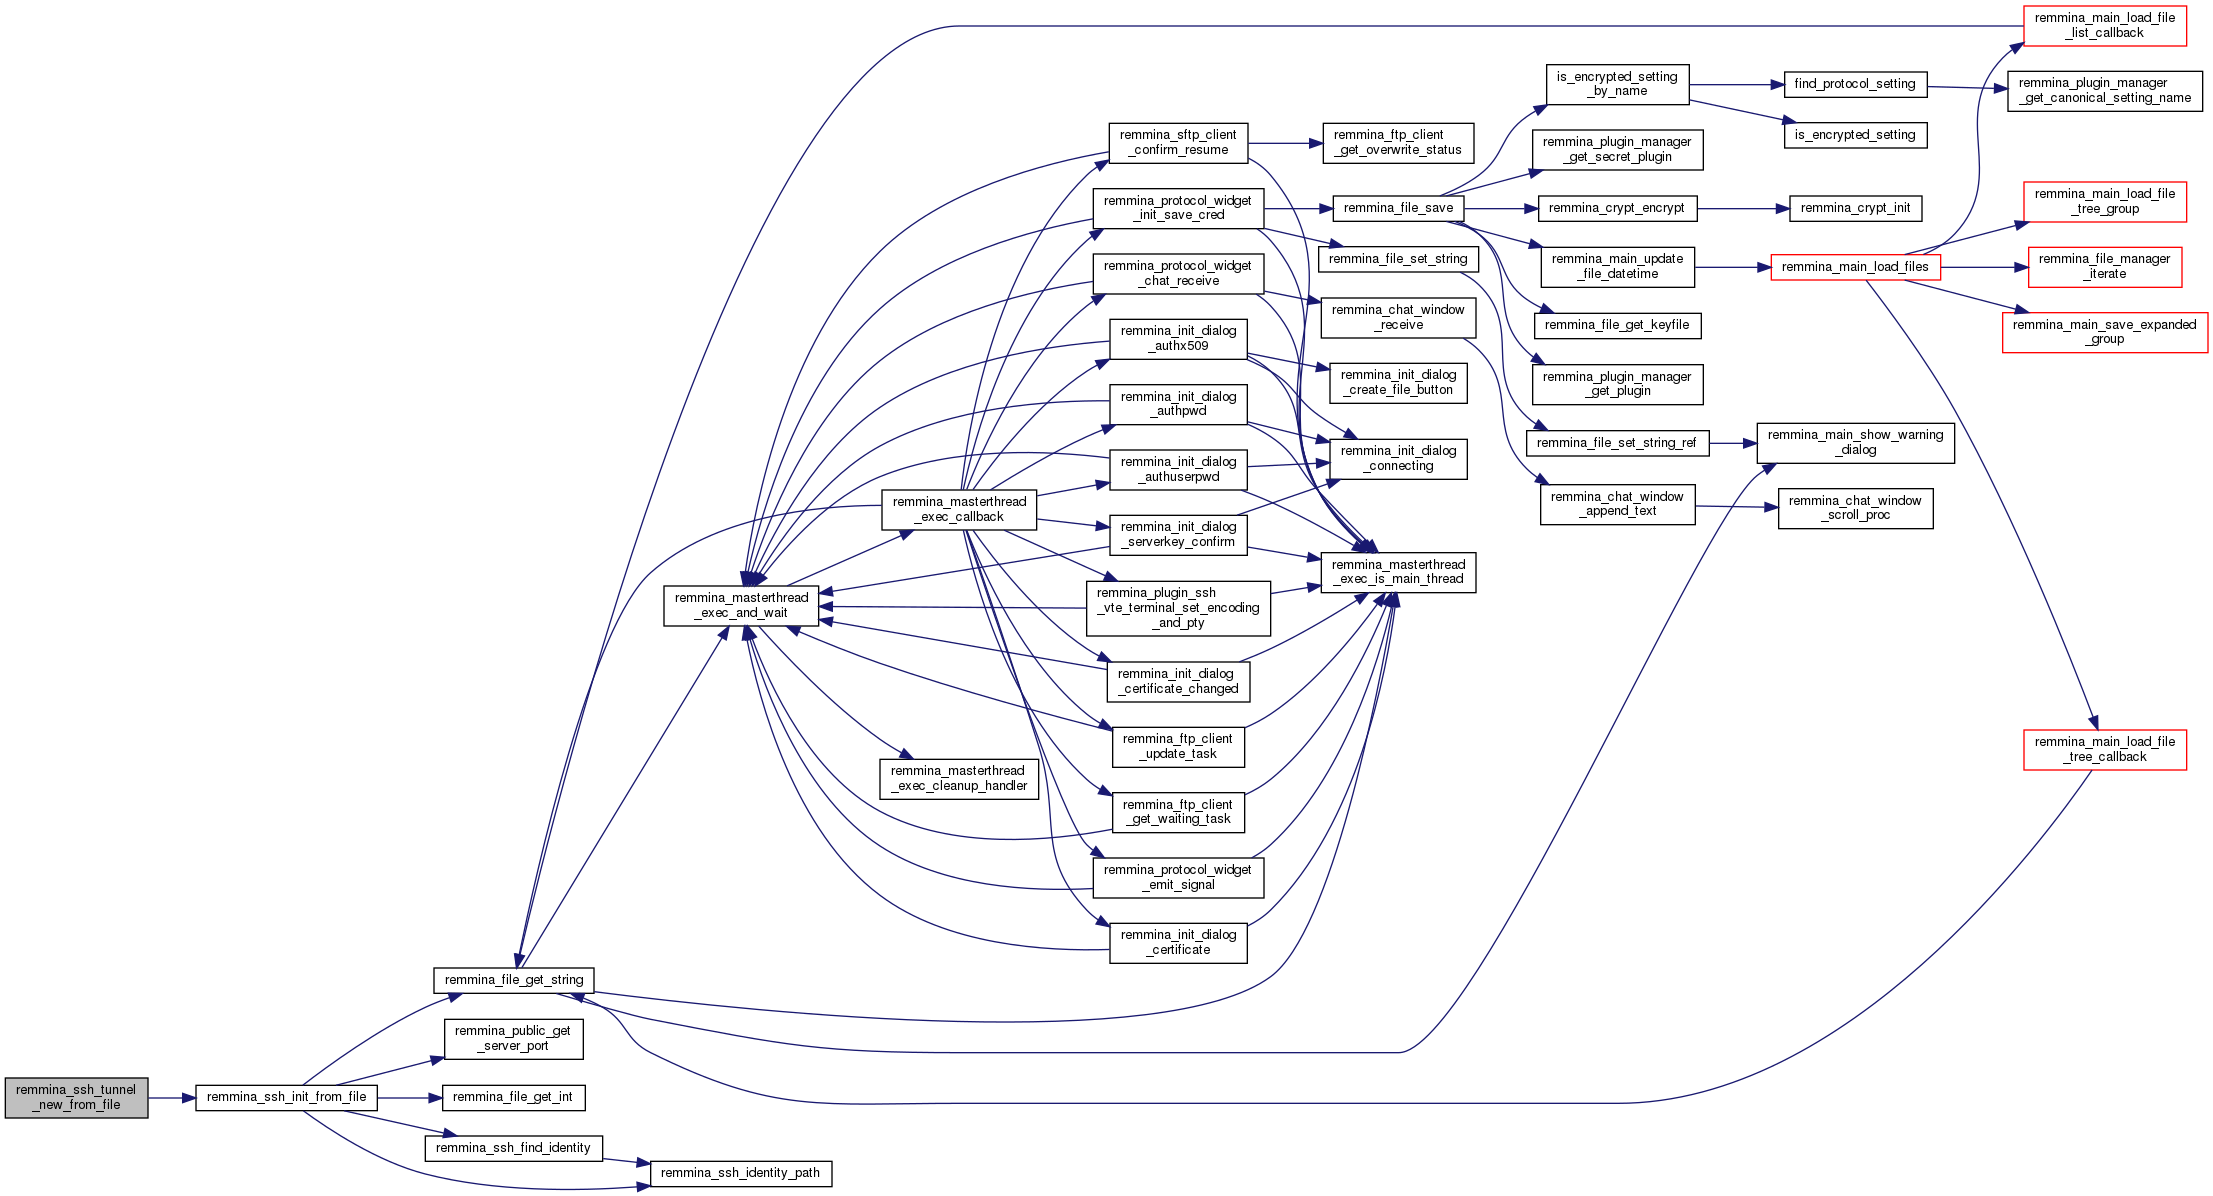 remmina_ssh_tunnel
_new_from_file
remmina_ssh_init_from_file
remmina_file_get_string
remmina_public_get
_server_port
remmina_file_get_int
remmina_ssh_find_identity
remmina_ssh_identity_path
remmina_masterthread
_exec_and_wait
remmina_masterthread
_exec_callback
remmina_masterthread
_exec_cleanup_handler
remmina_sftp_client
_confirm_resume
remmina_protocol_widget
_init_save_cred
remmina_protocol_widget
_chat_receive
remmina_init_dialog
_authx509
remmina_init_dialog
_authpwd
remmina_init_dialog
_authuserpwd
remmina_init_dialog
_serverkey_confirm
remmina_plugin_ssh
_vte_terminal_set_encoding
_and_pty
remmina_init_dialog
_certificate_changed
remmina_ftp_client
_update_task
remmina_ftp_client
_get_waiting_task
remmina_protocol_widget
_emit_signal
remmina_init_dialog
_certificate
remmina_ftp_client
_get_overwrite_status
remmina_file_save
remmina_file_set_string
remmina_chat_window
_receive
remmina_init_dialog
_create_file_button
remmina_init_dialog
_connecting
remmina_masterthread
_exec_is_main_thread
is_encrypted_setting
_by_name
remmina_plugin_manager
_get_secret_plugin
remmina_crypt_encrypt
remmina_main_update
_file_datetime
remmina_file_get_keyfile
remmina_plugin_manager
_get_plugin
remmina_file_set_string_ref
remmina_chat_window
_append_text
find_protocol_setting
is_encrypted_setting
remmina_crypt_init
remmina_main_load_files
remmina_main_show_warning
_dialog
remmina_chat_window
_scroll_proc
remmina_main_load_file
_list_callback
remmina_plugin_manager
_get_canonical_setting_name
remmina_main_load_file
_tree_group
remmina_file_manager
_iterate
remmina_main_save_expanded
_group
remmina_main_load_file
_tree_callback